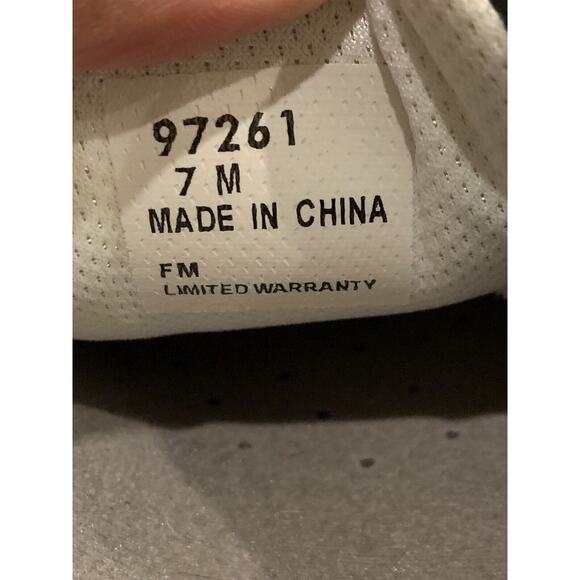 97261
7 M
MADE IN CHINA
FM
LIMITED WARRANTY